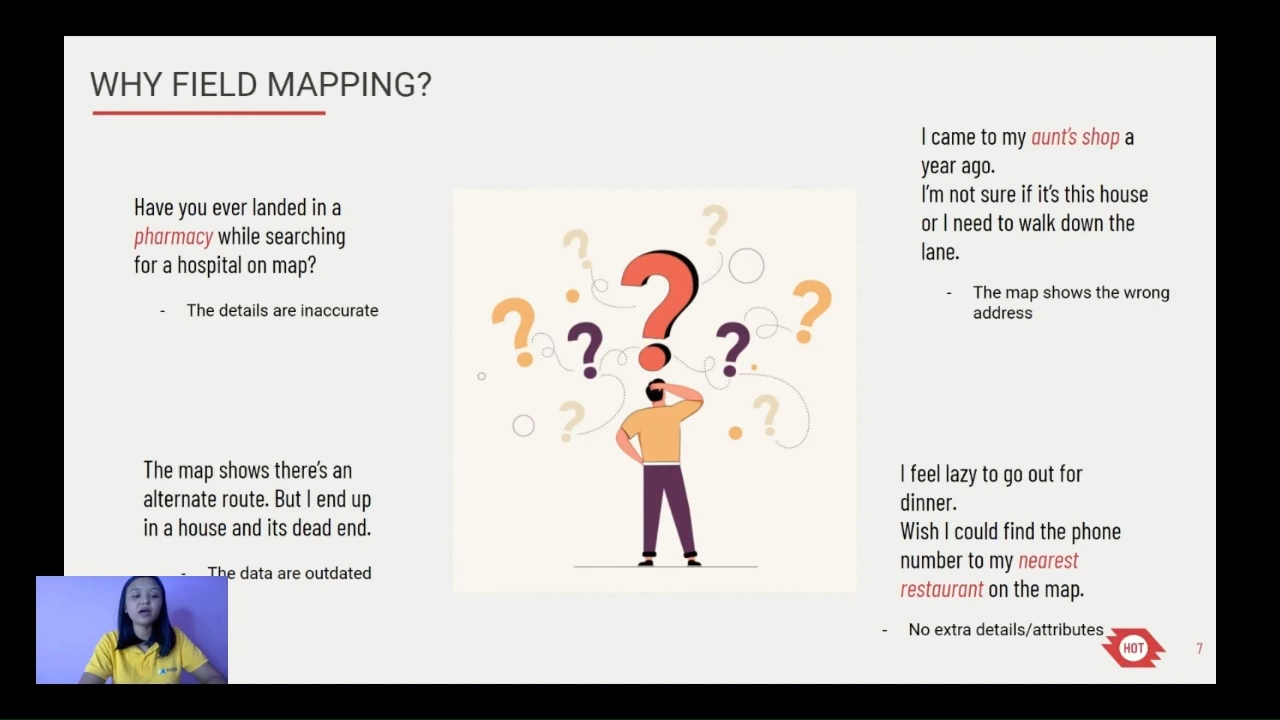 WHY FIELD MAPPING?
Have you ever landed in a
pharmacy while searching
for a hospital on map?
- The details are inaccurate
The map shows there's an
alternate route. But I end up
in a house and its dead end.
- The data are outdated
I came to my aunt's shop a
year ago.
I'm not sure if it's this house
or I need to walk down the
lane.
- The map shows the wrong
address
I feel lazy to go out for
dinner.
Wish I could find the phone
number to my nearest
restaurant on the map.
- No extra details/attributes
HOT
7